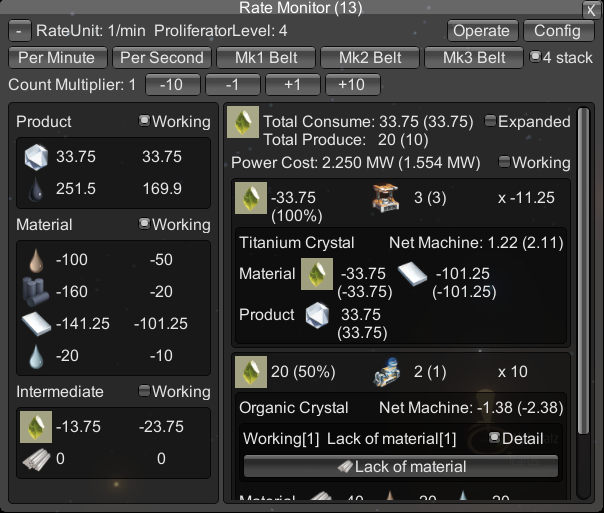 Rate Monitor (13)
X
- RateUnit: 1/min ProliferatorLevel: 4 Operate Config
Per Minute Per Second Mk1 Belt Mk2 Belt Mk3 Belt 4 stack
Count Multiplier: 1 -10 -1 +1 +10
Product Working
33.75 33.75
251.5 169.9
Material Working
-100 -50
-160 -20
-141.25 -101.25
-20 -10
Intermediate Working
-13.75 -23.75
0 0
Total Consume: 33.75 (33.75) Expanded
Total Produce: 20 (10)
Power Cost: 2.250 MW (1.554 MW) Working
-33.75 3 (3) x -11.25
(100%)
Titanium Crystal Net Machine: 1.22 (2.11)
Material -33.75 -101.25
(-33.75) (-101.25)
Product 33.75
(33.75)
20 (50%) 2 (1) x 10
Organic Crystal Net Machine: -1.38 (-2.38)
Working[1] Lack of material[1] Detail
Lack of material